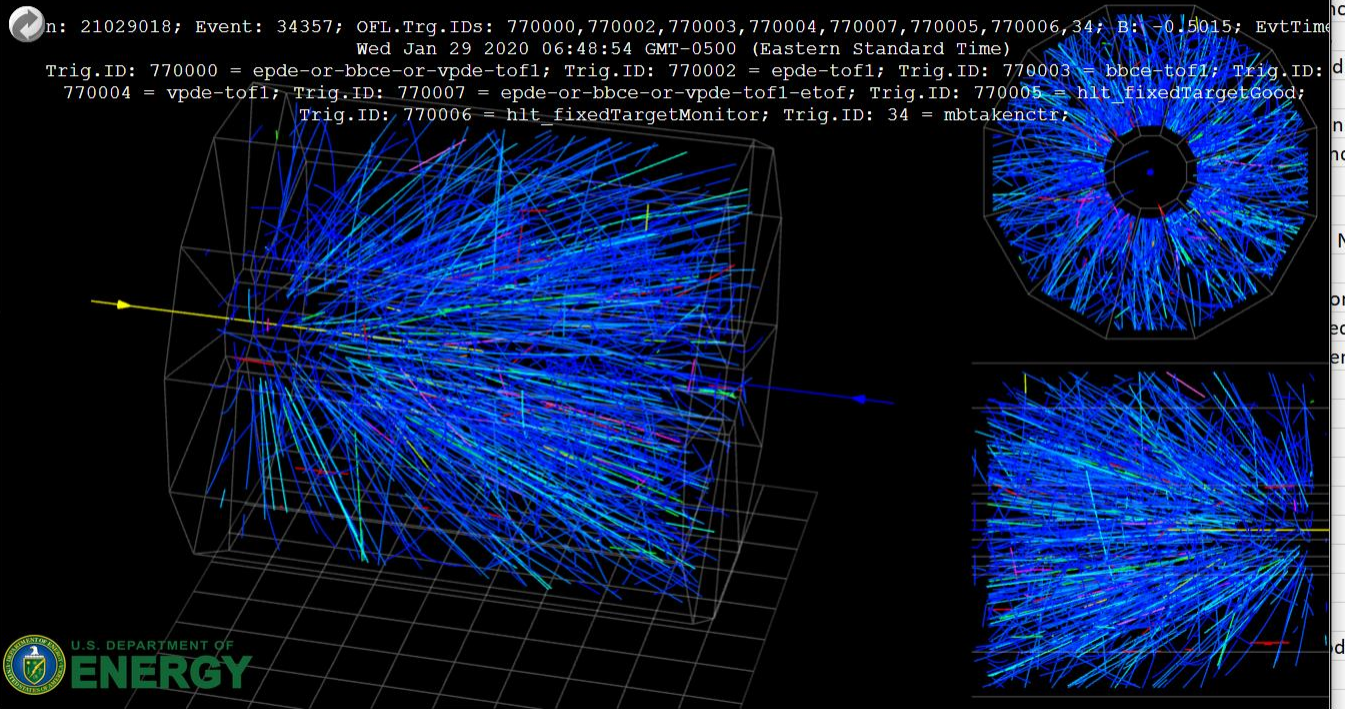 n: 21029018; Event: 34357; OFL.Trg.IDs: 770000,770002,770003,770004,770007,770005,770006,34; B: -0.5015; EvtTime
Wed Jan 29 2020 06:48:54 GMT-0500 (Eastern Standard Time)
Trig.ID: 770000 = epde-or-bbce-or-vpde-tof1; Trig.ID: 770002 = epde-tof1; Trig.ID: 770003 = bbce-tof1; Trig.ID:
770004 = vpde-tof1; Trig.ID: 770007 = epde-or-bbce-or-vpde-tof1-etof; Trig.ID: 770005 = hlt_fixedTargetGood;
Trig.ID: 770006 = hlt_fixedTargetMonitor; Trig.ID: 34 = mbtakenctr;
U.S. DEPARTMENT OF
ENERGY